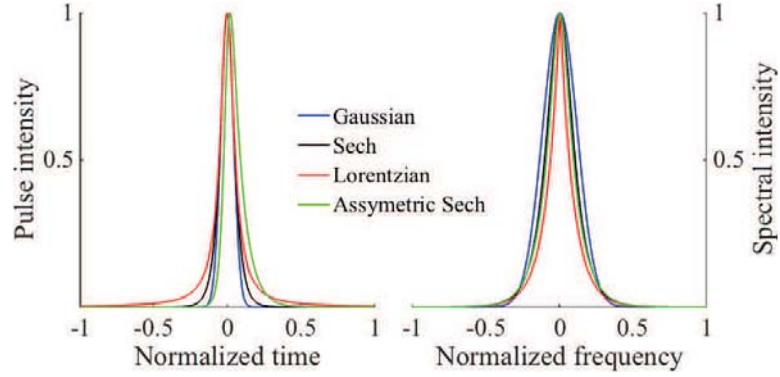 1
0.5
Pulse intensity
-1 -0.5 0 0.5 1
Normalized time
Gaussian
Sech
Lorentzian
Assymetric Sech
1
0.5
Spectral intensity
-1 -0.5 0 0.5 1
Normalized frequency